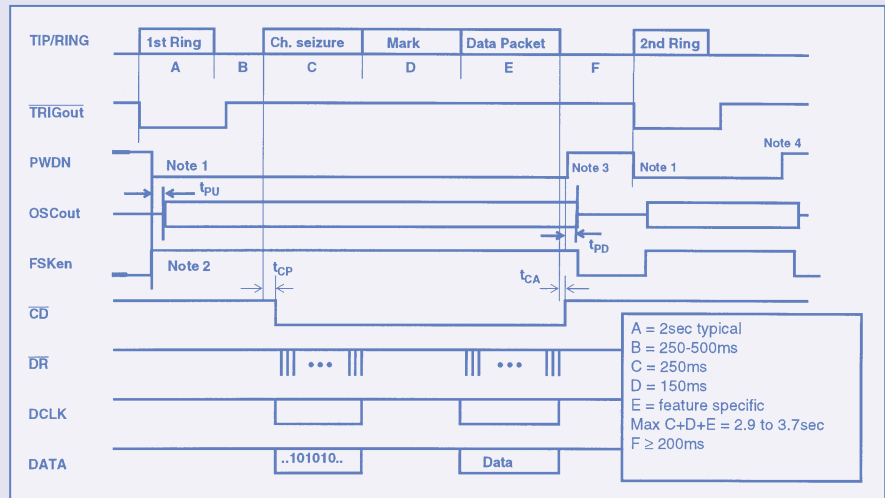 TIP/RING 1st Ring Ch. seizure Mark Data Packet 2nd Ring
A B C D E F
TRIGout
Note 4
PWDN Note 1 Note 3 Note 1
tPU
OSCout
tPD
FSKen Note 2 tCP tCA
CD
A = 2sec typical
B = 250-500ms
DR ••• •••
C = 250ms
D = 150ms
E = feature specific
DCLK
Max C+D+E = 2.9 to 3.7sec
F ≥ 200ms
DATA ..101010.. Data